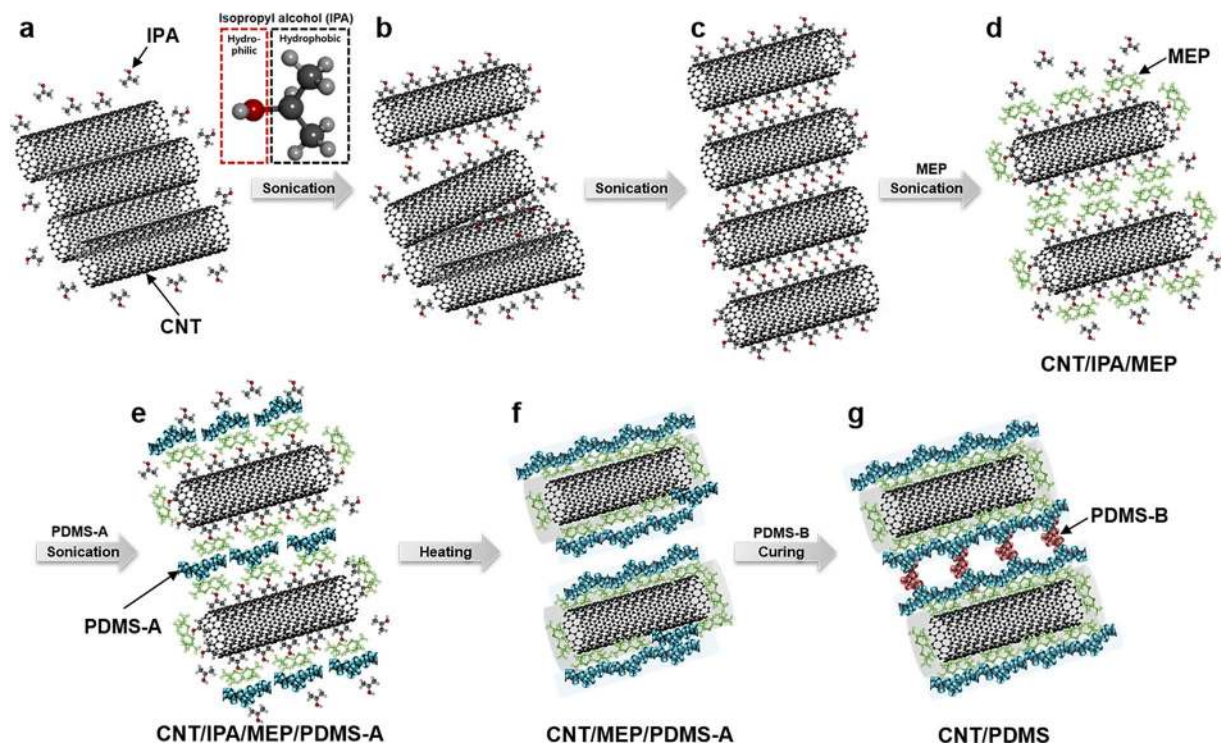 a
IPA
Isopropyl alcohol (IPA)
Hydro-
philic
Hydrophobic
b
c
d
MEP
Sonication
Sonication
MEP
Sonication
CNT
CNT/IPA/MEP
e
f
g
PDMS-A
Sonication
Heating
PDMS-B
Curing
PDMS-B
PDMS-A
CNT/IPA/MEP/PDMS-A
CNT/MEP/PDMS-A
CNT/PDMS